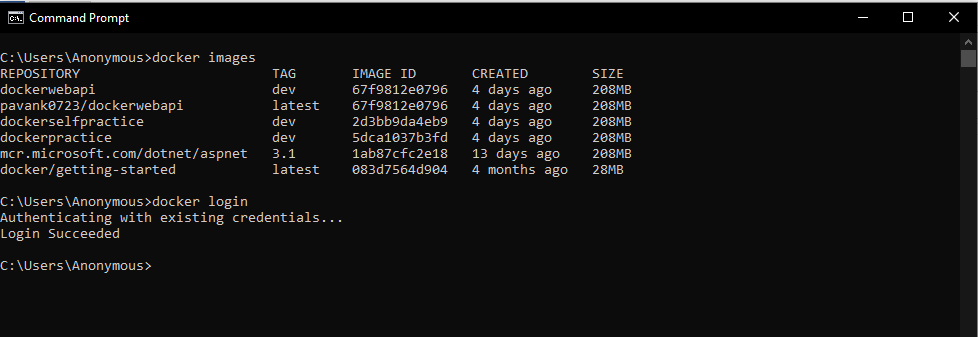 Command Prompt
C:\Users\Anonymous>docker images
REPOSITORY TAG IMAGE ID CREATED SIZE
dockerwebapi dev 67f9812e0796 4 days ago 208MB
pavank0723/dockerwebapi latest 67f9812e0796 4 days ago 208MB
dockerselfpractice dev 2d3bb9da4eb9 4 days ago 208MB
dockerpractice dev 5dca1037b3fd 4 days ago 208MB
mcr.microsoft.com/dotnet/aspnet 3.1 1ab87cfc2e18 13 days ago 208MB
docker/getting-started latest 083d7564d904 4 months ago 28MB
C:\Users\Anonymous>docker login
Authenticating with existing credentials...
Login Succeeded
C:\Users\Anonymous>